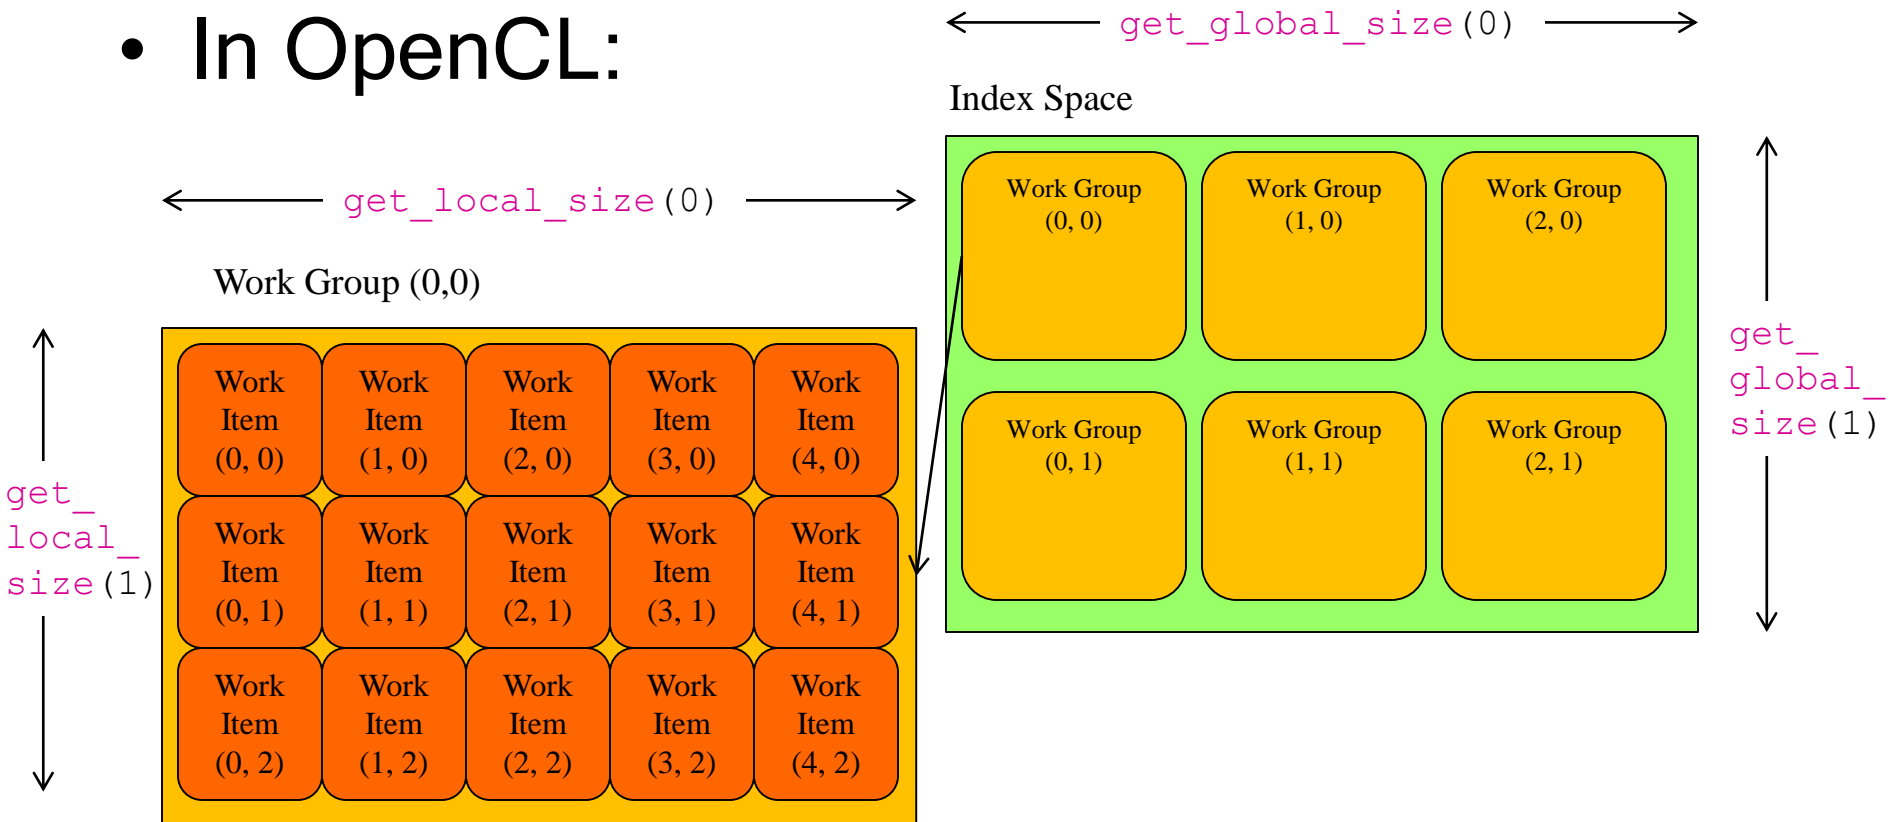 • In OpenCL:
get_global_size(0)
Index Space
get_local_size(0)
Work Group (0,0)
get_
local_
size(1)
Work
Item
(0, 0)
Work
Item
(1, 0)
Work
Item
(2, 0)
Work
Item
(3, 0)
Work
Item
(4, 0)
Work
Item
(0, 1)
Work
Item
(1, 1)
Work
Item
(2, 1)
Work
Item
(3, 1)
Work
Item
(4, 1)
Work
Item
(0, 2)
Work
Item
(1, 2)
Work
Item
(2, 2)
Work
Item
(3, 2)
Work
Item
(4, 2)
Work Group
(0, 0)
Work Group
(1, 0)
Work Group
(2, 0)
Work Group
(0, 1)
Work Group
(1, 1)
Work Group
(2, 1)
get_
global_
size(1)